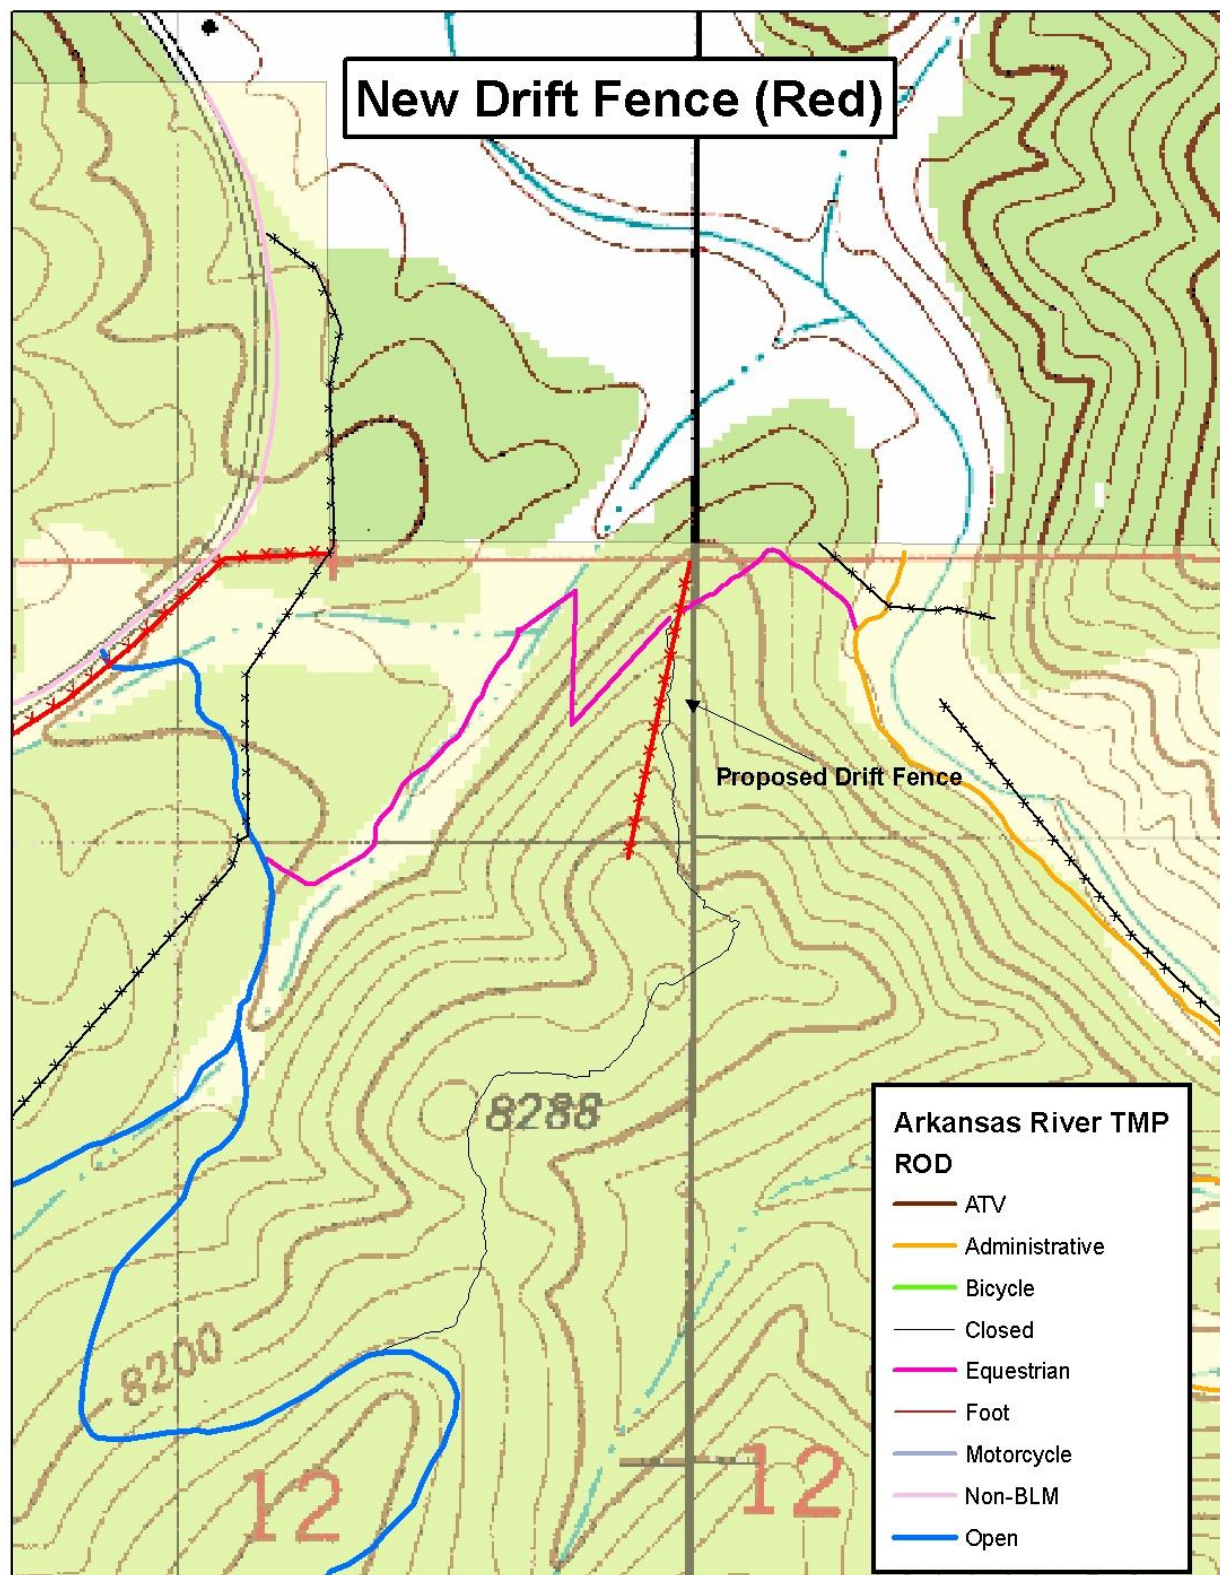 New Drift Fence (Red)
Proposed Drift Fence
8288
8200
12
12
Arkansas River TMP
ROD
ATV
Administrative
Bicycle
Closed
Equestrian
Foot
Motorcycle
Non-BLM
Open